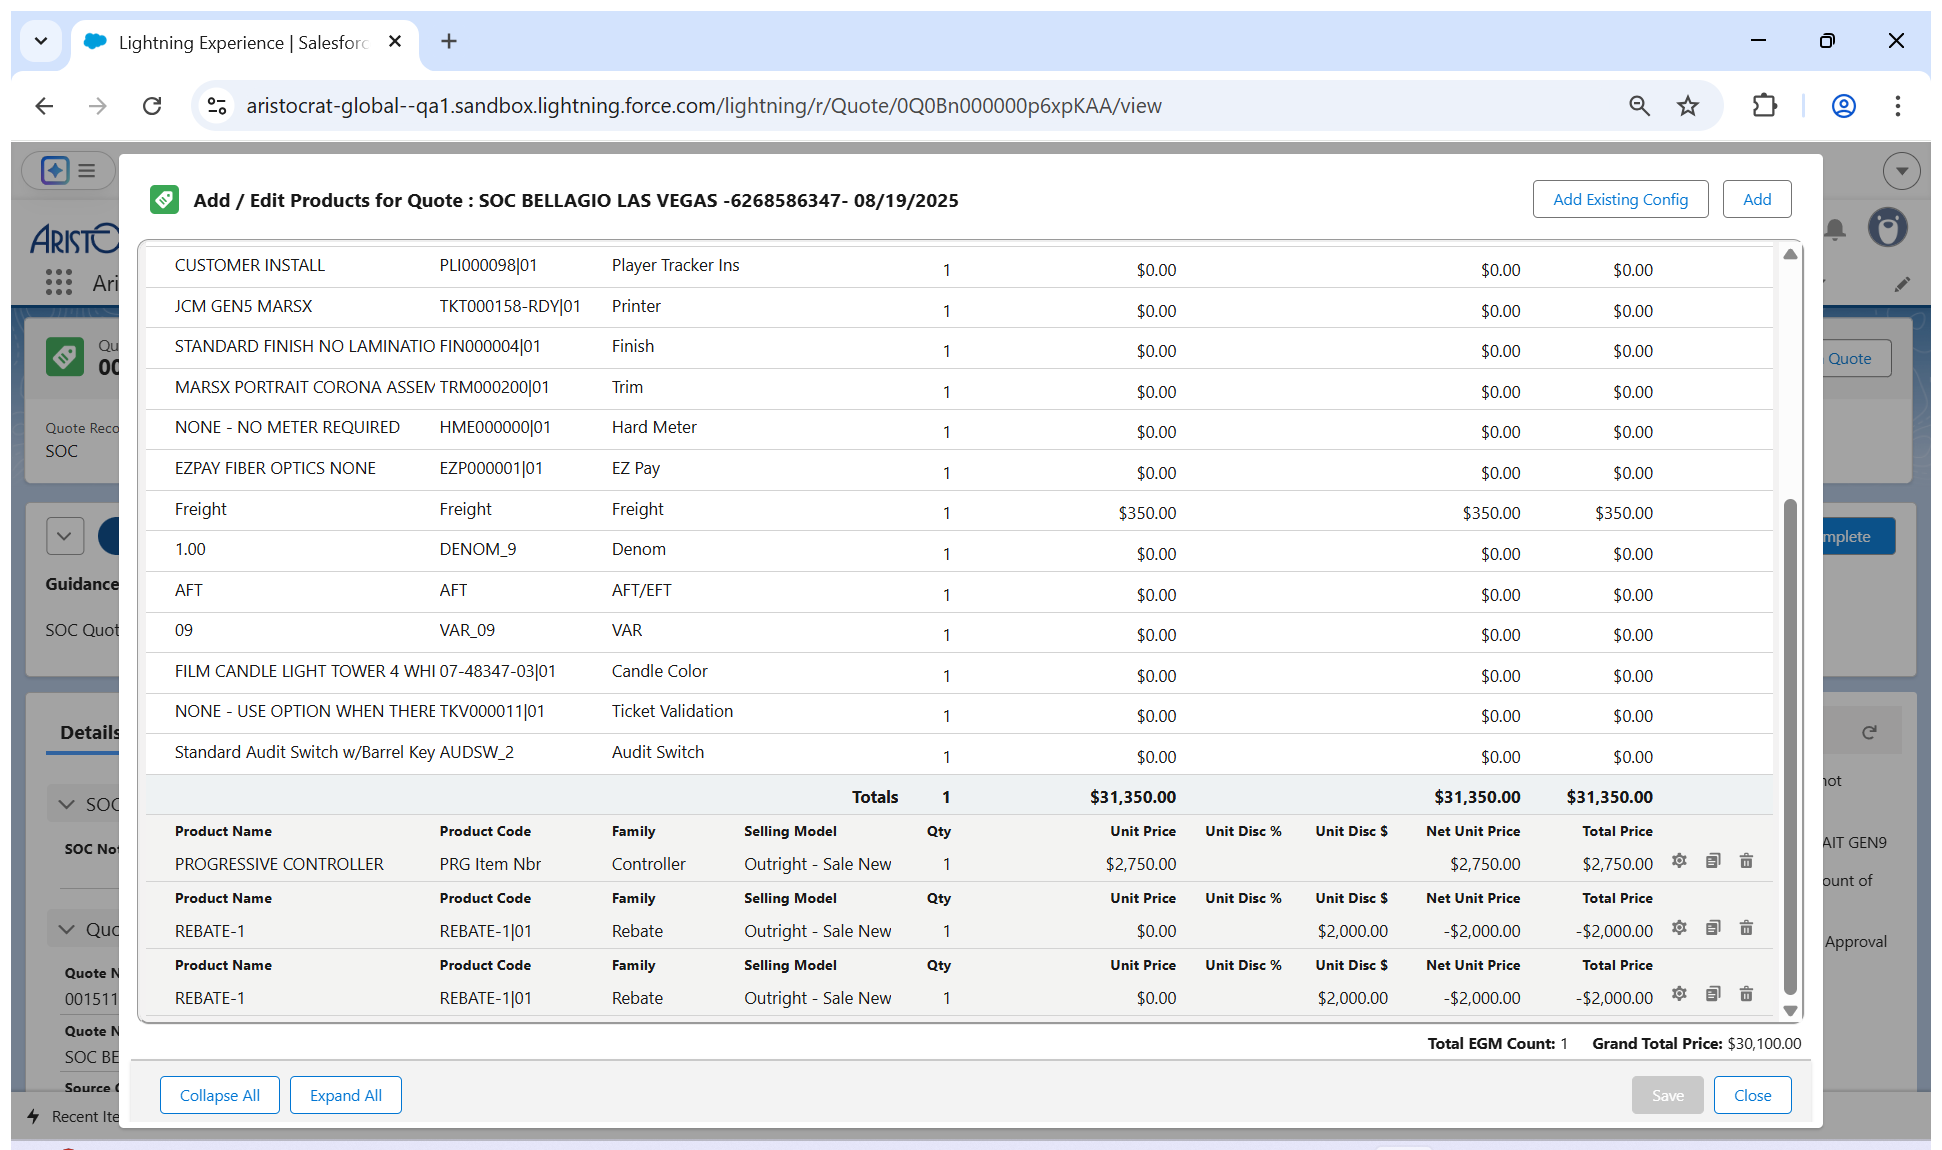 Lightning Experience | Salesforc
aristocrat-global--qa1.sandbox.lightning.force.com/lightning/r/Quote/0Q0Bn000000p6xpKAA/view
Add / Edit Products for Quote : SOC BELLAGIO LAS VEGAS -6268586347- 08/19/2025
Add Existing Config
Add
CUSTOMER INSTALL PLI000098|01 Player Tracker Ins 1 $0.00 $0.00 $0.00
JCM GEN5 MARSX TKT000158-RDY|01 Printer 1 $0.00 $0.00 $0.00
STANDARD FINISH NO LAMINATIO FIN000004|01 Finish 1 $0.00 $0.00 $0.00
MARSX PORTRAIT CORONA ASSEM TRM000200|01 Trim 1 $0.00 $0.00 $0.00
NONE - NO METER REQUIRED HME000000|01 Hard Meter 1 $0.00 $0.00 $0.00
EZPAY FIBER OPTICS NONE EZP000001|01 EZ Pay 1 $0.00 $0.00 $0.00
Freight Freight Freight 1 $350.00 $350.00 $350.00
1.00 DENOM_9 Denom 1 $0.00 $0.00 $0.00
AFT AFT AFT/EFT 1 $0.00 $0.00 $0.00
09 VAR_09 VAR 1 $0.00 $0.00 $0.00
FILM CANDLE LIGHT TOWER 4 WHI 07-48347-03|01 Candle Color 1 $0.00 $0.00 $0.00
NONE - USE OPTION WHEN THERE TKV000011|01 Ticket Validation 1 $0.00 $0.00 $0.00
Standard Audit Switch w/Barrel Key AUDSW_2 Audit Switch 1 $0.00 $0.00 $0.00
Totals 1 $31,350.00 $31,350.00 $31,350.00
Product Name Product Code Family Selling Model Qty Unit Price Unit Disc % Unit Disc $ Net Unit Price Total Price
PROGRESSIVE CONTROLLER PRG Item Nbr Controller Outright - Sale New 1 $2,750.00 $2,750.00 $2,750.00
Product Name Product Code Family Selling Model Qty Unit Price Unit Disc % Unit Disc $ Net Unit Price Total Price
REBATE-1 REBATE-1|01 Rebate Outright - Sale New 1 $0.00 $2,000.00 -$2,000.00 -$2,000.00
Product Name Product Code Family Selling Model Qty Unit Price Unit Disc % Unit Disc $ Net Unit Price Total Price
REBATE-1 REBATE-1|01 Rebate Outright - Sale New 1 $0.00 $2,000.00 -$2,000.00 -$2,000.00
Total EGM Count: 1 Grand Total Price: $30,100.00
Collapse All
Expand All
Save
Close
ARISTO
Ari
Qu
00
Quote Reco
SOC
Guidance
SOC Quot
Details
SOC
SOC Not
Quo
Quote N
001511
Quote N
SOC BE
Source
Recent Ite
Quote
mplete
not
AIT GEN9
ount of
Approval